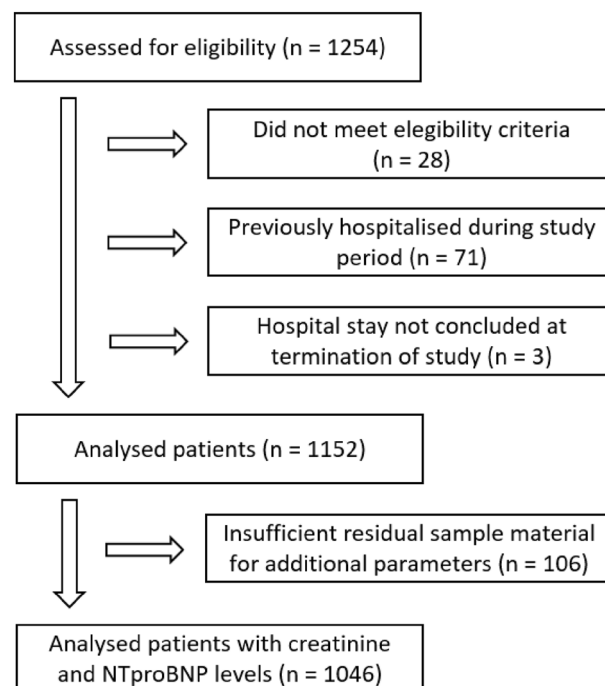 Assessed for eligibility (n = 1254)
Did not meet elegibility criteria
(n = 28)
Previously hospitalised during study
period (n = 71)
Hospital stay not concluded at
termination of study (n = 3)
Analysed patients (n = 1152)
Insufficient residual sample material
for additional parameters (n = 106)
Analysed patients with creatinine
and NTproBNP levels (n = 1046)